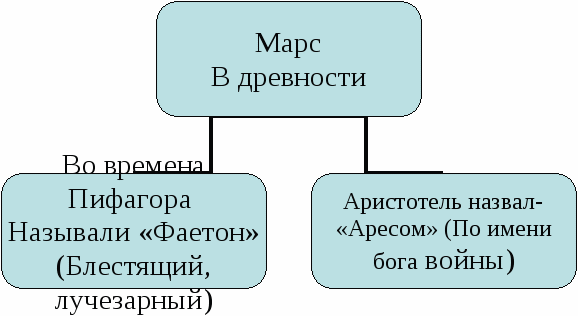 Марс
В древности
Во времена
Пифагора
Называли «Фаетон»
(Блестящий,
лучезарный)
Аристотель назвал-
«Аресом» (По имени
бога войны)